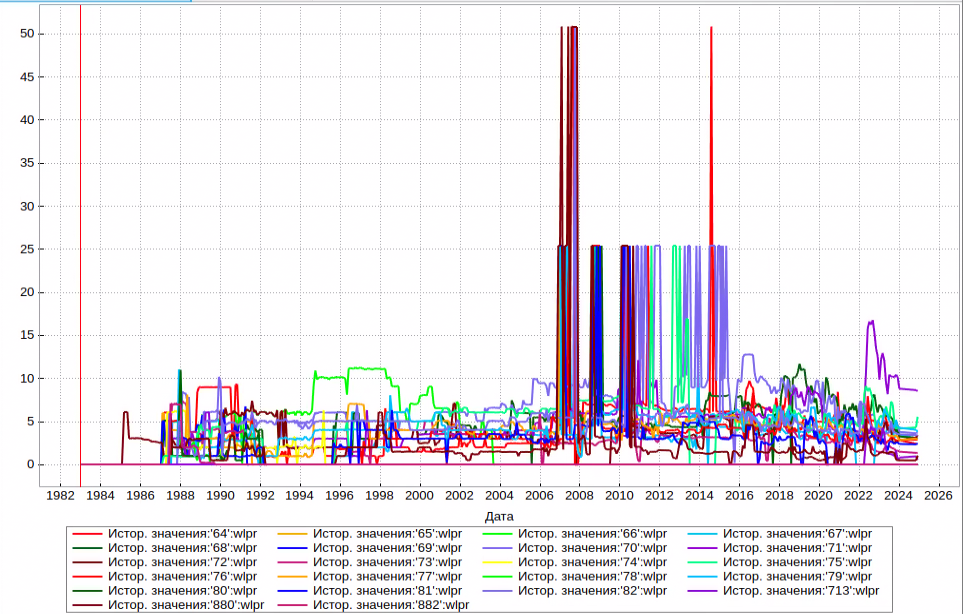 50
45
40
35
30
25
20
15
10
5
0
1982 1984 1986 1988 1990 1992 1994 1996 1998 2000 2002 2004 2006 2008 2010 2012 2014 2016 2018 2020 2022 2024 2026
Дата
Истор. значения:'64':wlpr Истор. значения:'65':wlpr Истор. значения:'66':wlpr Истор. значения:'67':wlpr
Истор. значения:'68':wlpr Истор. значения:'69':wlpr Истор. значения:'70':wlpr Истор. значения:'71':wlpr
Истор. значения:'72':wlpr Истор. значения:'73':wlpr Истор. значения:'74':wlpr Истор. значения:'75':wlpr
Истор. значения:'76':wlpr Истор. значения:'77':wlpr Истор. значения:'78':wlpr Истор. значения:'79':wlpr
Истор. значения:'80':wlpr Истор. значения:'81':wlpr Истор. значения:'82':wlpr Истор. значения:'713':wlpr
Истор. значения:'880':wlpr Истор. значения:'882':wlpr